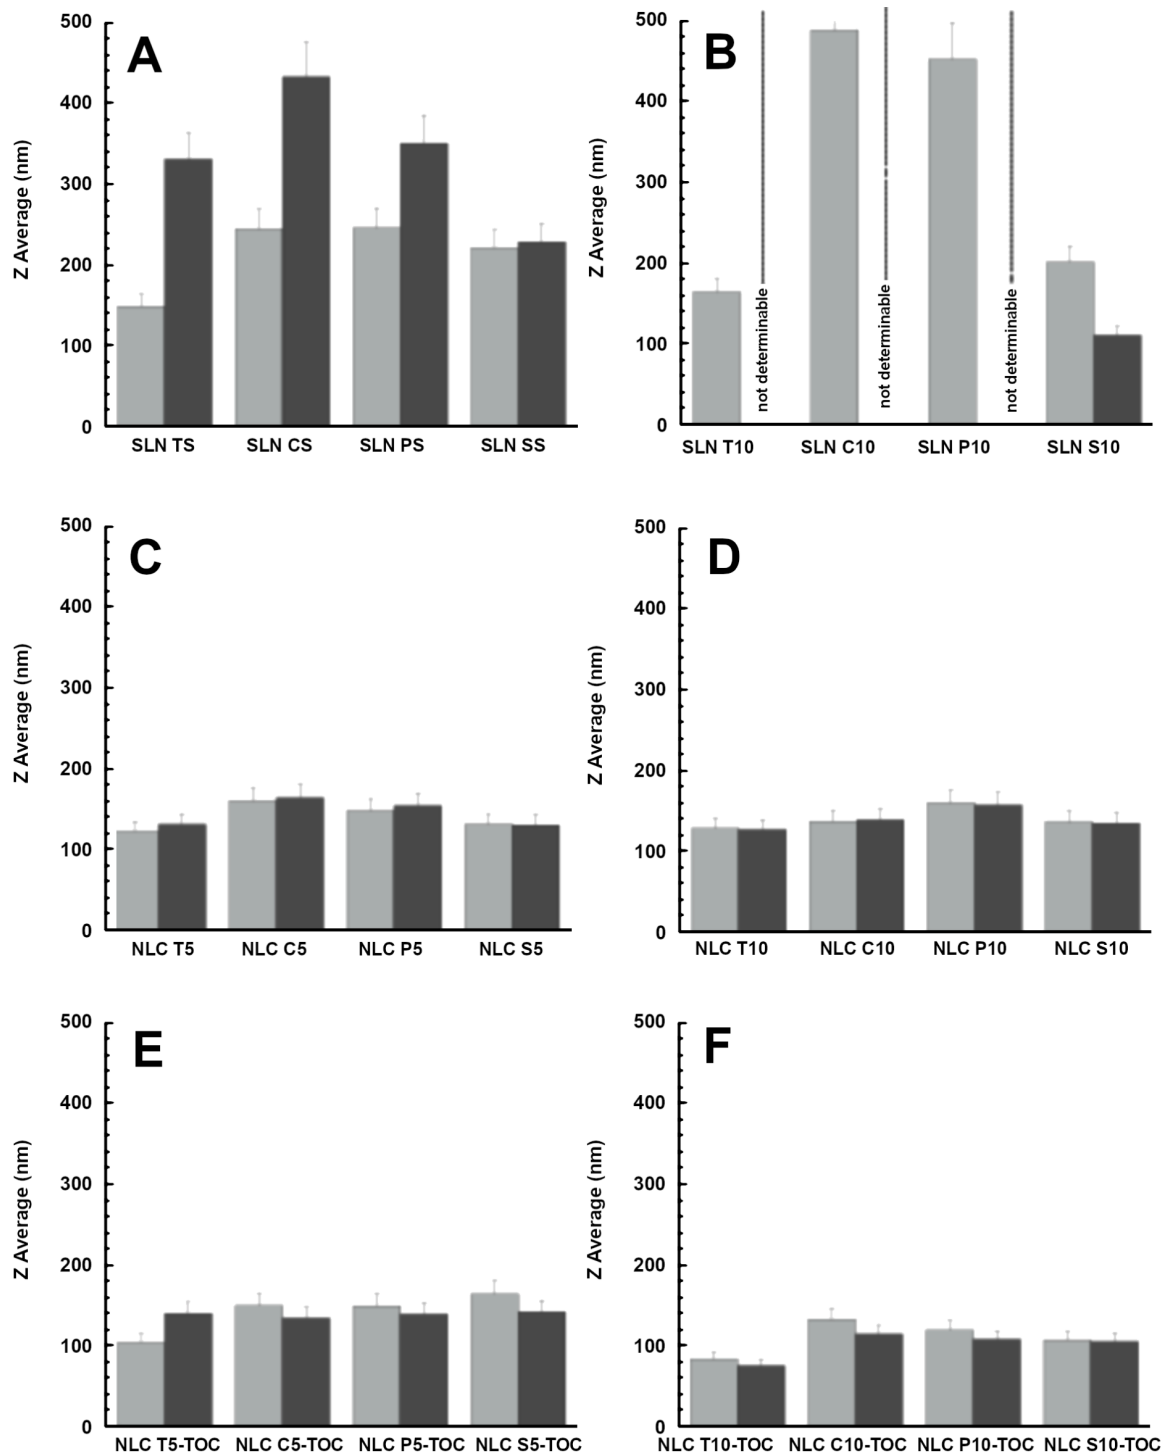 A
Z Average (nm)
500
400
300
200
100
0
SLN TS SLN CS SLN PS SLN SS
B
Z Average (nm)
500
400
300
200
100
0
not determinable
not determinable
not determinable
SLN T10 SLN C10 SLN P10 SLN S10
C
Z Average (nm)
500
400
300
200
100
0
NLC T5 NLC C5 NLC P5 NLC S5
D
Z Average (nm)
500
400
300
200
100
0
NLC T10 NLC C10 NLC P10 NLC S10
E
Z Average (nm)
500
400
300
200
100
0
NLC T5-TOC NLC C5-TOC NLC P5-TOC NLC S5-TOC
F
Z Average (nm)
500
400
300
200
100
0
NLC T10-TOC NLC C10-TOC NLC P10-TOC NLC S10-TOC